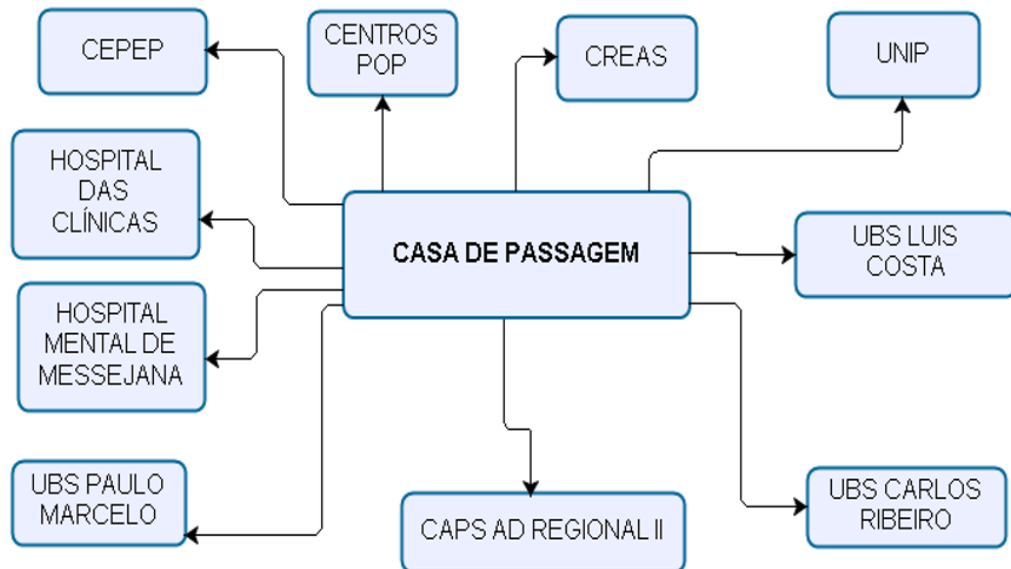 CEPEP
CENTROS
POP
CREAS
UNIP
HOSPITAL
DAS
CLÍNICAS
CASA DE PASSAGEM
UBS LUIS
COSTA
HOSPITAL
MENTAL DE
MESSEJANA
UBS PAULO
MARCELO
CAPS AD REGIONAL II
UBS CARLOS
RIBEIRO